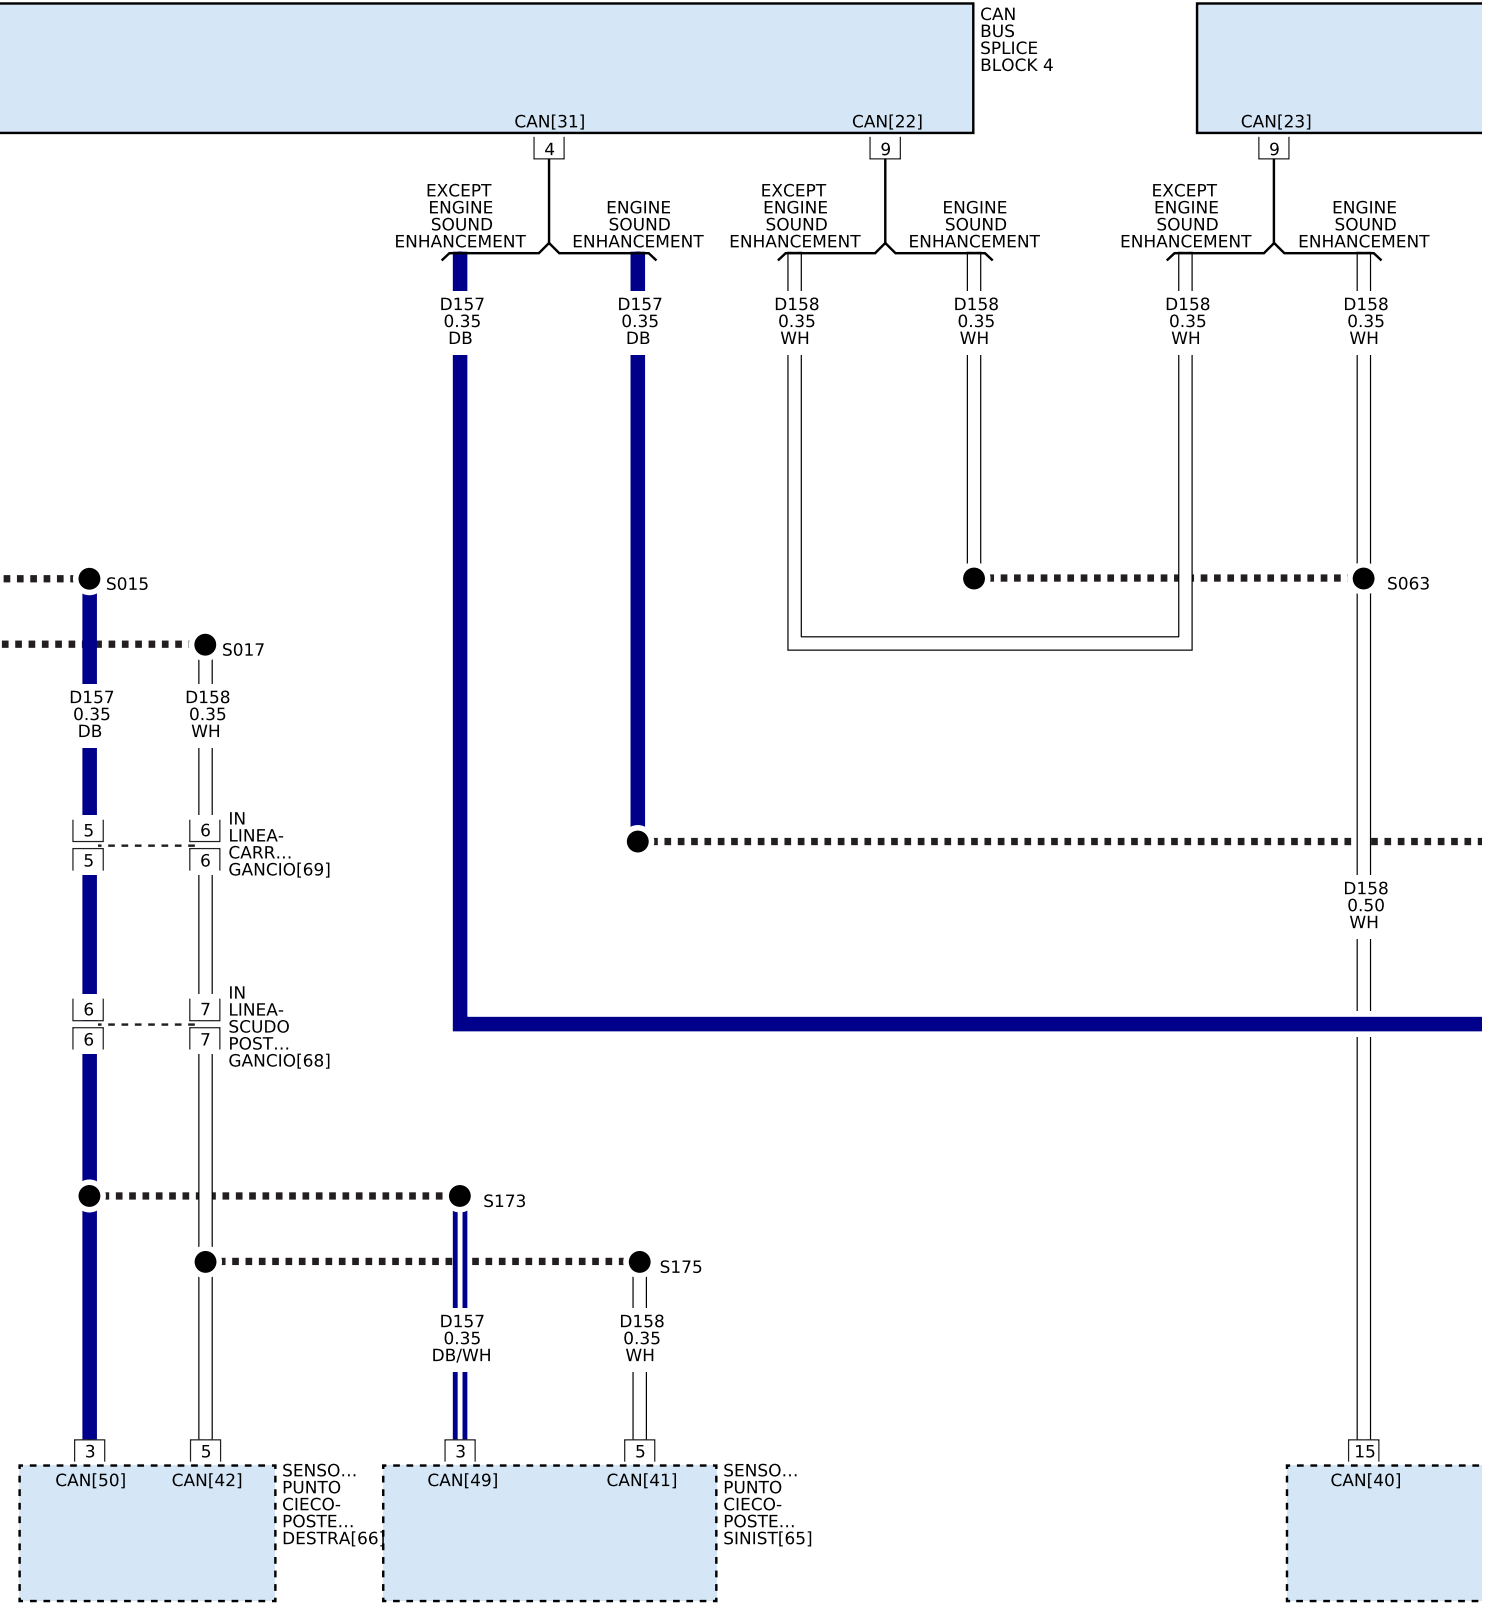 CAN
BUS
SPLICE
BLOCK 4
CAN[31]
CAN[22]
CAN[23]
4
9
9
EXCEPT
ENGINE
SOUND
ENHANCEMENT
ENGINE
SOUND
ENHANCEMENT
EXCEPT
ENGINE
SOUND
ENHANCEMENT
ENGINE
SOUND
ENHANCEMENT
EXCEPT
ENGINE
SOUND
ENHANCEMENT
ENGINE
SOUND
ENHANCEMENT
D157
0.35
DB
D157
0.35
DB
D158
0.35
WH
D158
0.35
WH
D158
0.35
WH
D158
0.35
WH
S015
S063
S017
D157
0.35
DB
D158
0.35
WH
5
6
5
6
IN
LINEA-
CARR...
GANCIO[69]
D158
0.50
WH
6
7
6
7
IN
LINEA-
SCUDO
POST...
GANCIO[68]
S173
S175
D157
0.35
DB/WH
D158
0.35
WH
3
5
3
5
15
CAN[50]
CAN[42]
SENSO...
PUNTO
CIECO-
POSTE...
DESTRA[66]
CAN[49]
CAN[41]
SENSO...
PUNTO
CIECO-
POSTE...
SINIST[65]
CAN[40]